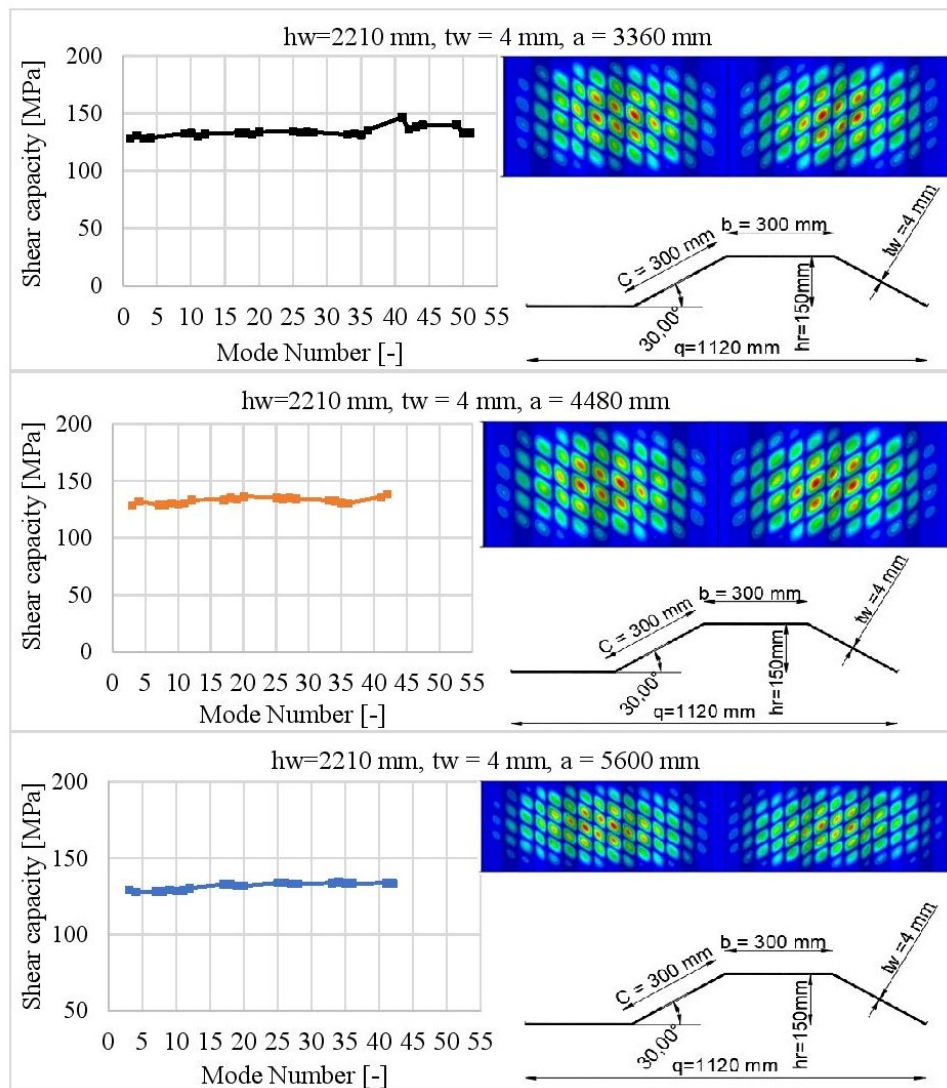 hw=2210 mm, tw = 4 mm, a = 3360 mm
Shear capacity [MPa]
200
150
100
50
0
0 5 10 15 20 25 30 35 40 45 50 55
Mode Number [-]
b = 300 mm
C = 300 mm
tw =4 mm
30,00°
hr=150mm
q=1120 mm
hw=2210 mm, tw = 4 mm, a = 4480 mm
Shear capacity [MPa]
200
150
100
50
0
0 5 10 15 20 25 30 35 40 45 50 55
Mode Number [-]
b = 300 mm
C = 300 mm
tw =4 mm
30,00°
hr=150mm
q=1120 mm
hw=2210 mm, tw = 4 mm, a = 5600 mm
Shear capacity [MPa]
200
150
100
50
0 5 10 15 20 25 30 35 40 45 50 55
Mode Number [-]
b = 300 mm
C = 300 mm
tw =4 mm
30,00°
hr=150mm
q=1120 mm